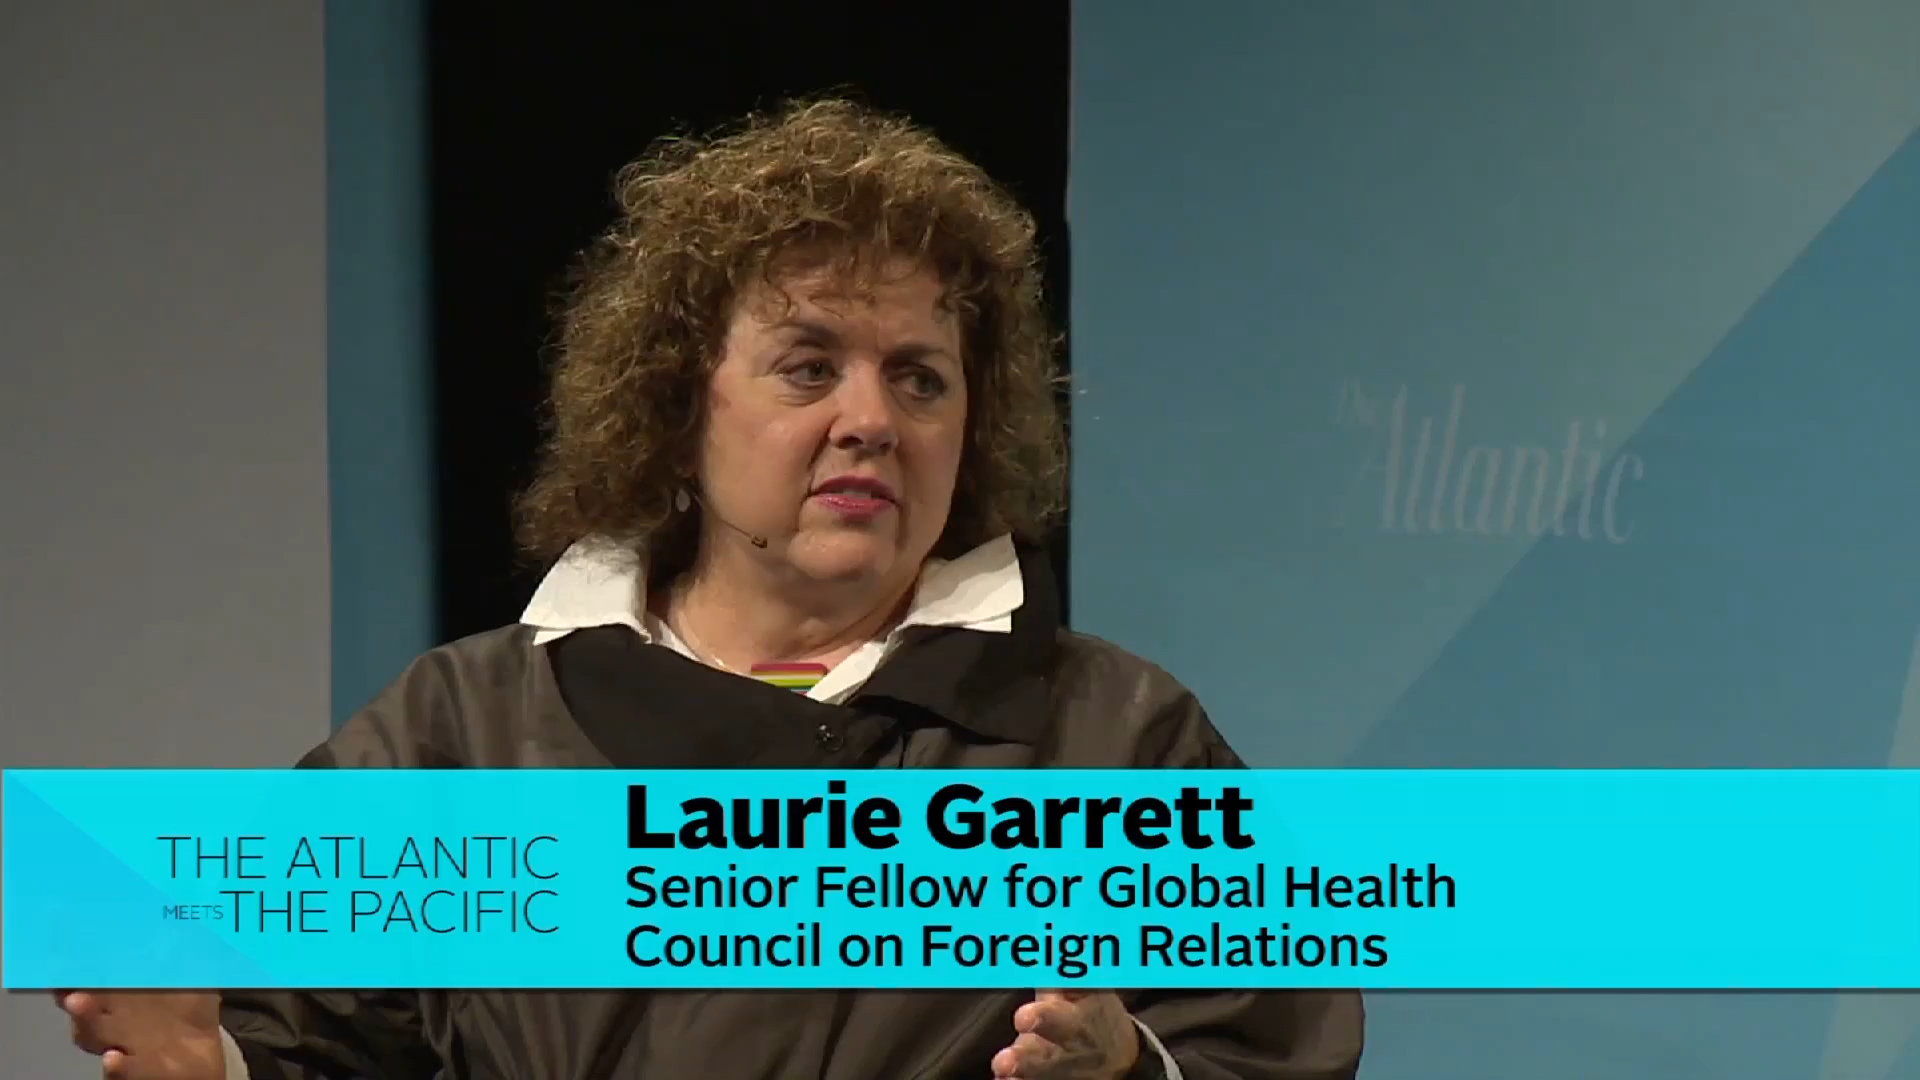 The
Atlantic
THE ATLANTIC
MEETS THE PACIFIC
Laurie Garrett
Senior Fellow for Global Health
Council on Foreign Relations